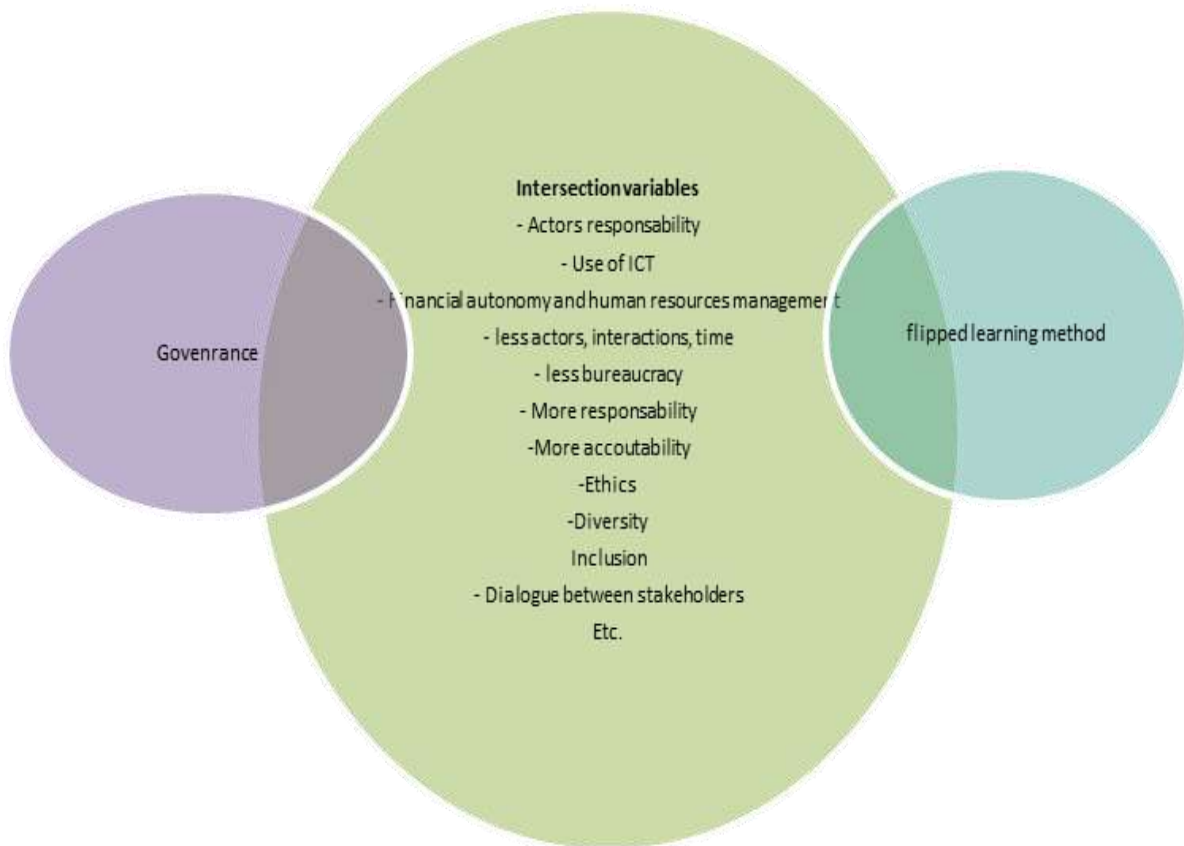 Intersection variables
- Actors responsability
- Use of ICT
- Financial autonomy and human resources management
- less actors, interactions, time
- less bureaucracy
- More responsability
-More accoutability
-Ethics
-Diversity
Inclusion
- Dialogue between stakeholders
Etc.
Govenrance
flipped learning method